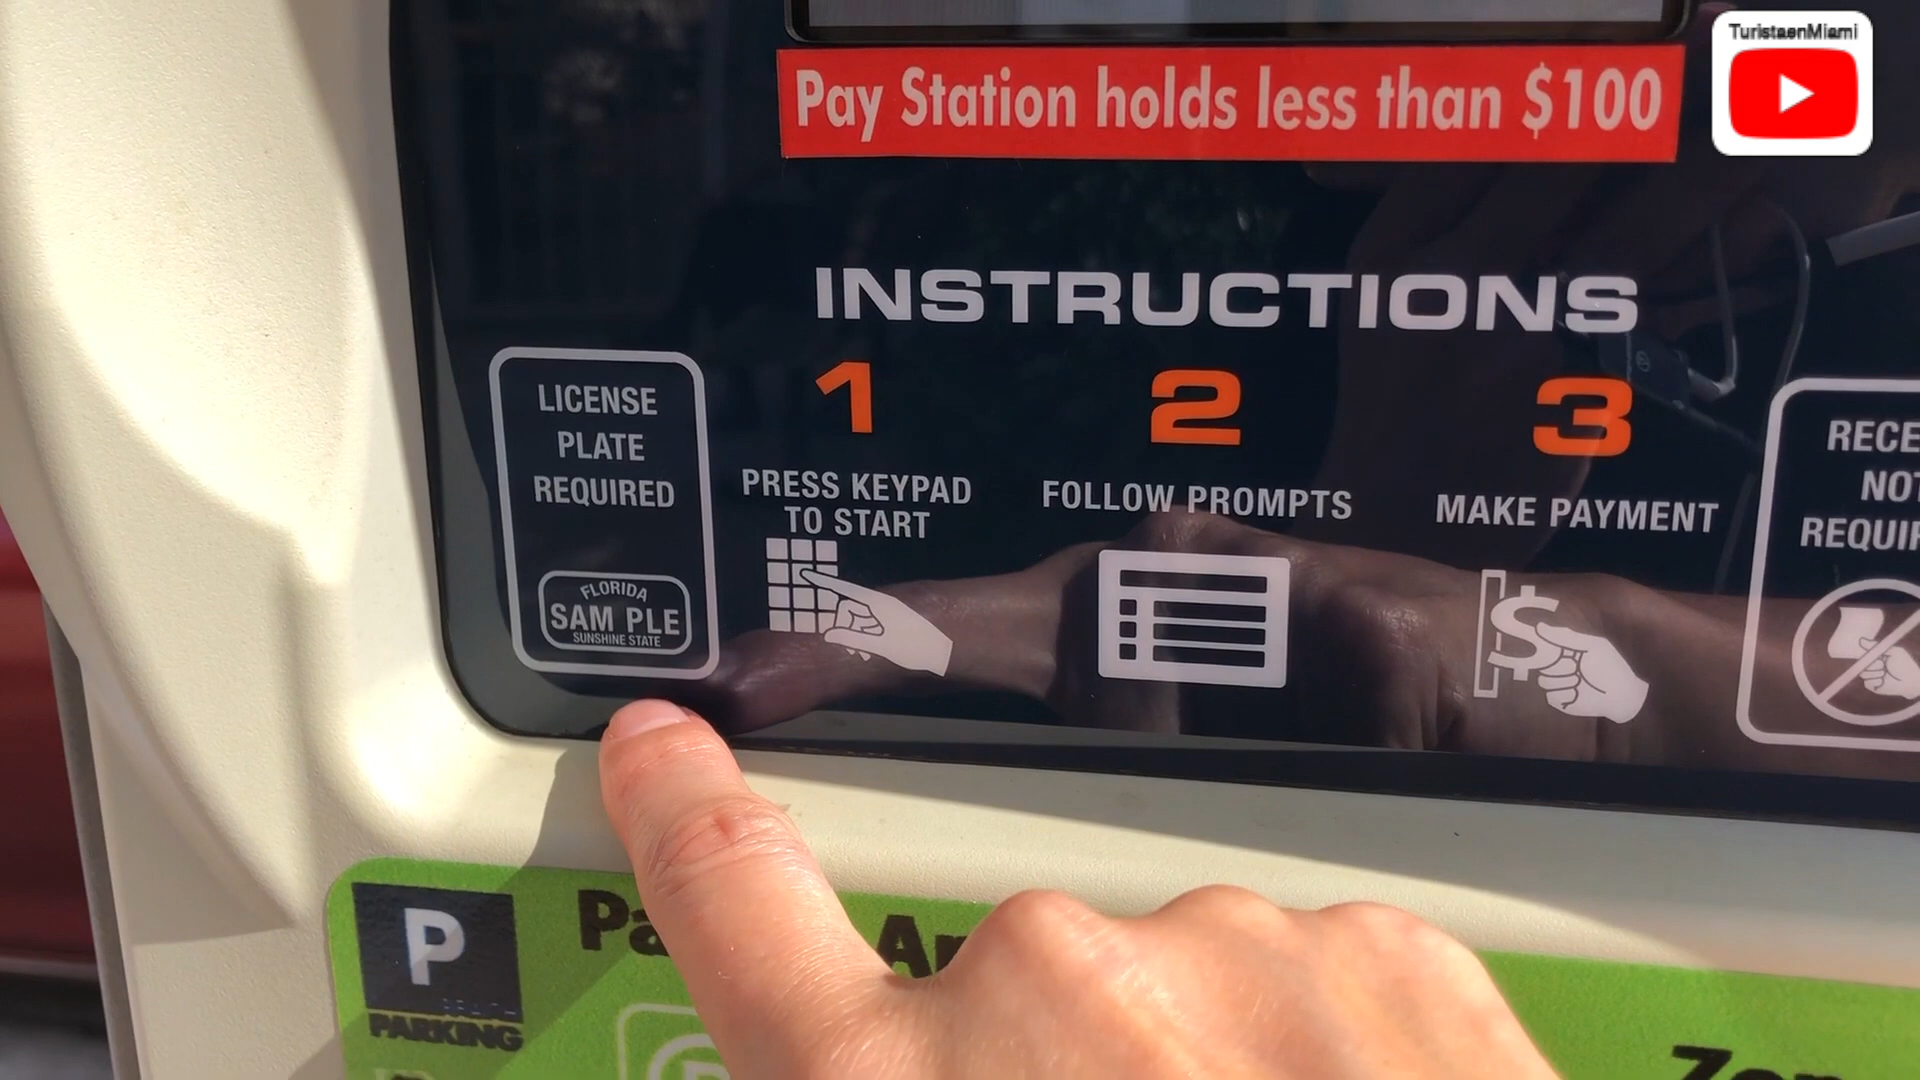 TuristaenMiami
Pay Station holds less than $100
INSTRUCTIONS
LICENSE
PLATE
REQUIRED
FLORIDA
SAM PLE
SUNSHINE STATE
1
PRESS KEYPAD
TO START
2
FOLLOW PROMPTS
3
MAKE PAYMENT
$
NOT
P
PARKING